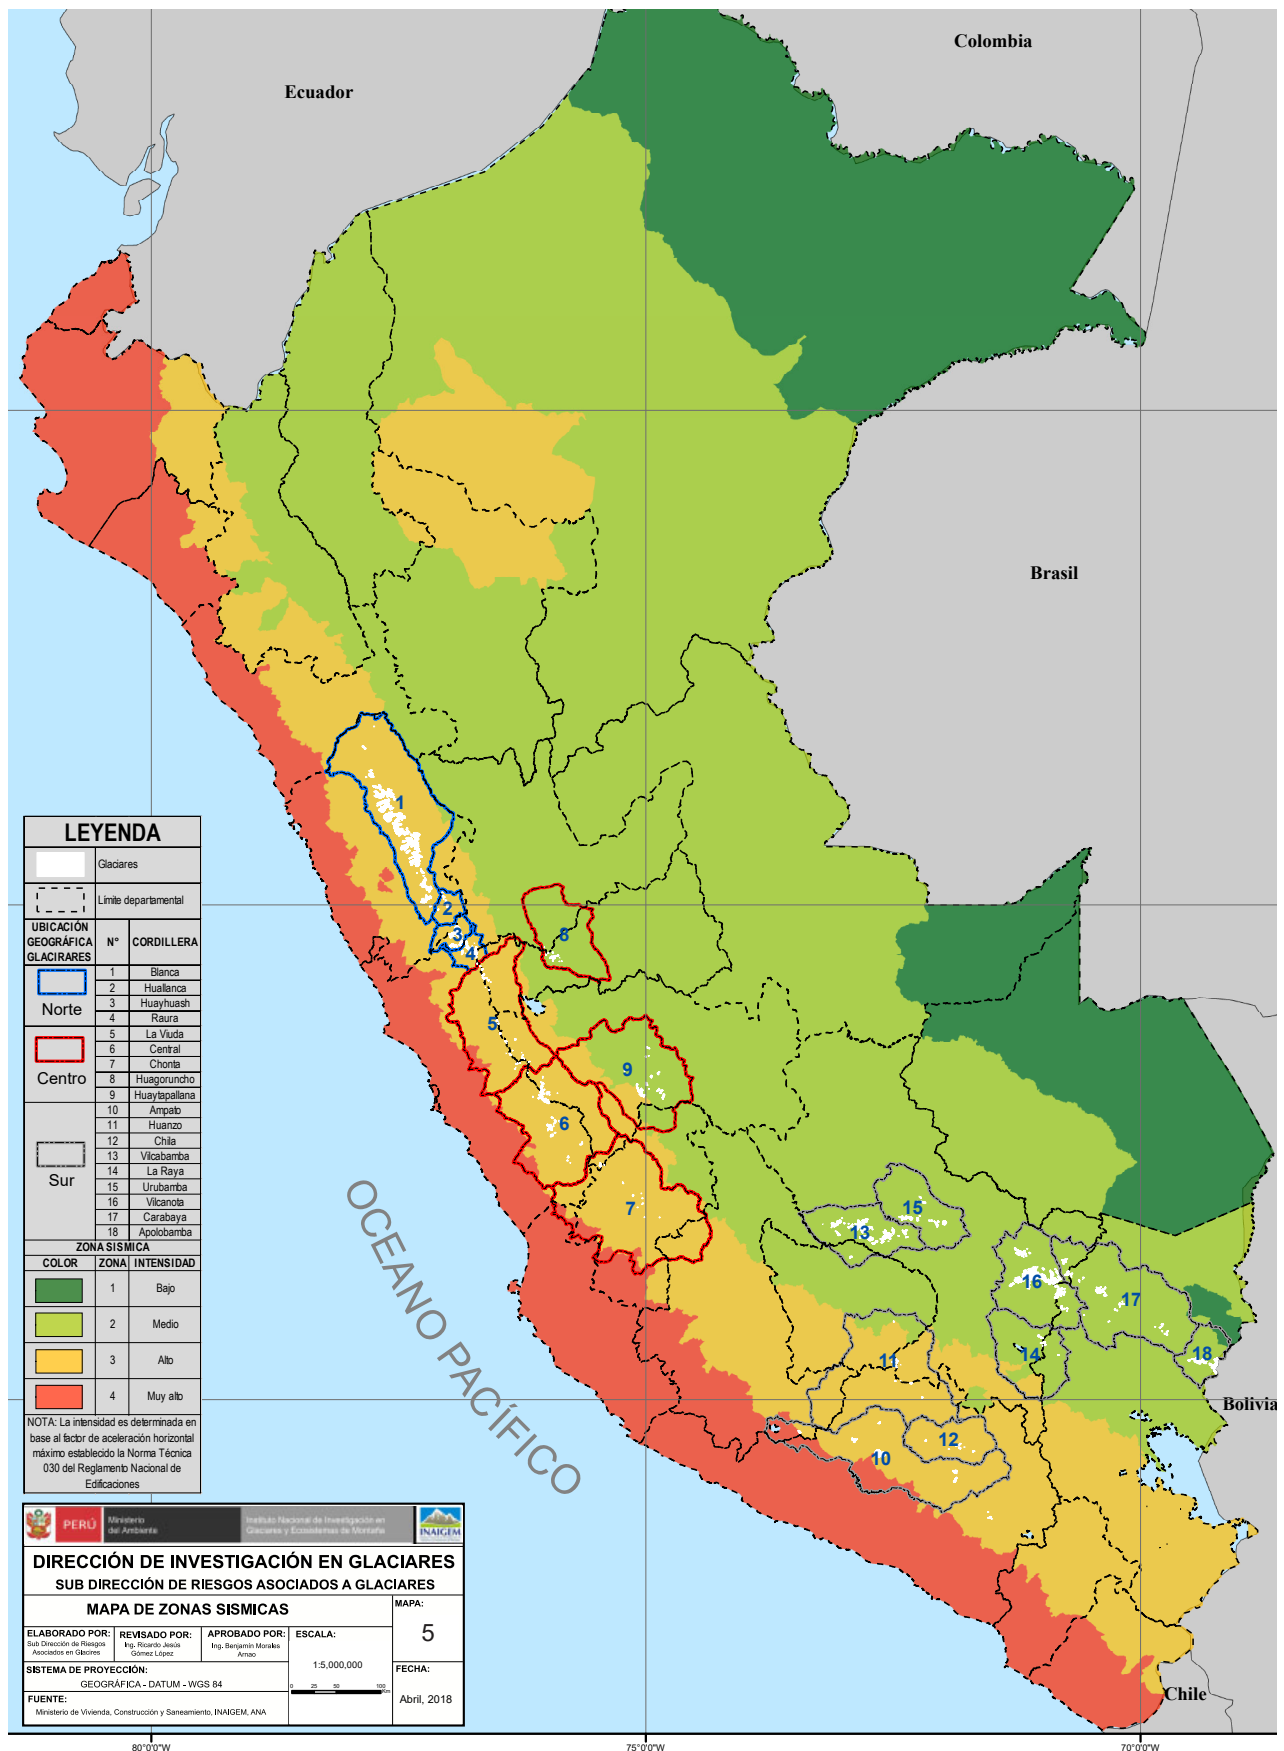 Colombia
Ecuador
Brasil
Bolivia
Chile
OCEANO PACÍFICO
1
2
3
4
5
6
7
8
9
10
11
12
13
14
15
16
17
18
LEYENDA
Glaciares
Limite departamental
UBICACIÓN GEOGRÁFICA GLACIRARES N° CORDILLERA
Norte
1 Blanca
2 Huallanca
3 Huayhuash
4 Raura
Centro
5 La Viuda
6 Central
7 Chonta
8 Huagoruncho
9 Huaytapallana
Sur
10 Ampato
11 Huanzo
12 Chila
13 Vilcabamba
14 La Raya
15 Urubamba
16 Vilcanota
17 Carabaya
18 Apolobamba
ZONA SISMICA
COLOR ZONA INTENSIDAD
1 Bajo
2 Medio
3 Alto
4 Muy alto
NOTA: La intensidad es determinada en
base al factor de aceleración horizontal
máximo establecido la Norma Técnica
030 del Reglamento Nacional de
Edificaciones
PERÚ
Ministerio
del Ambiente
Instituto Nacional de Investigación en
Glaciares y Ecosistemas de Montaña
INAIGEM
DIRECCIÓN DE INVESTIGACIÓN EN GLACIARES
SUB DIRECCIÓN DE RIESGOS ASOCIADOS A GLACIARES
MAPA DE ZONAS SISMICAS
MAPA:
5
ELABORADO POR:
Sub Dirección de Riesgos
Asociados en Glacires
REVISADO POR:
Ing. Ricardo Jesús
Gómez López
APROBADO POR:
Ing. Benjamín Morales
Arnao
ESCALA:
1:5,000,000
0 25 50 100
Km
SISTEMA DE PROYECCIÓN:
GEOGRÁFICA - DATUM - WGS 84
FECHA:
Abril, 2018
FUENTE:
Ministerio de Vivienda, Construcción y Saneamiento, INAIGEM, ANA
80°0'0"W
75°0'0"W
70°0'0"W